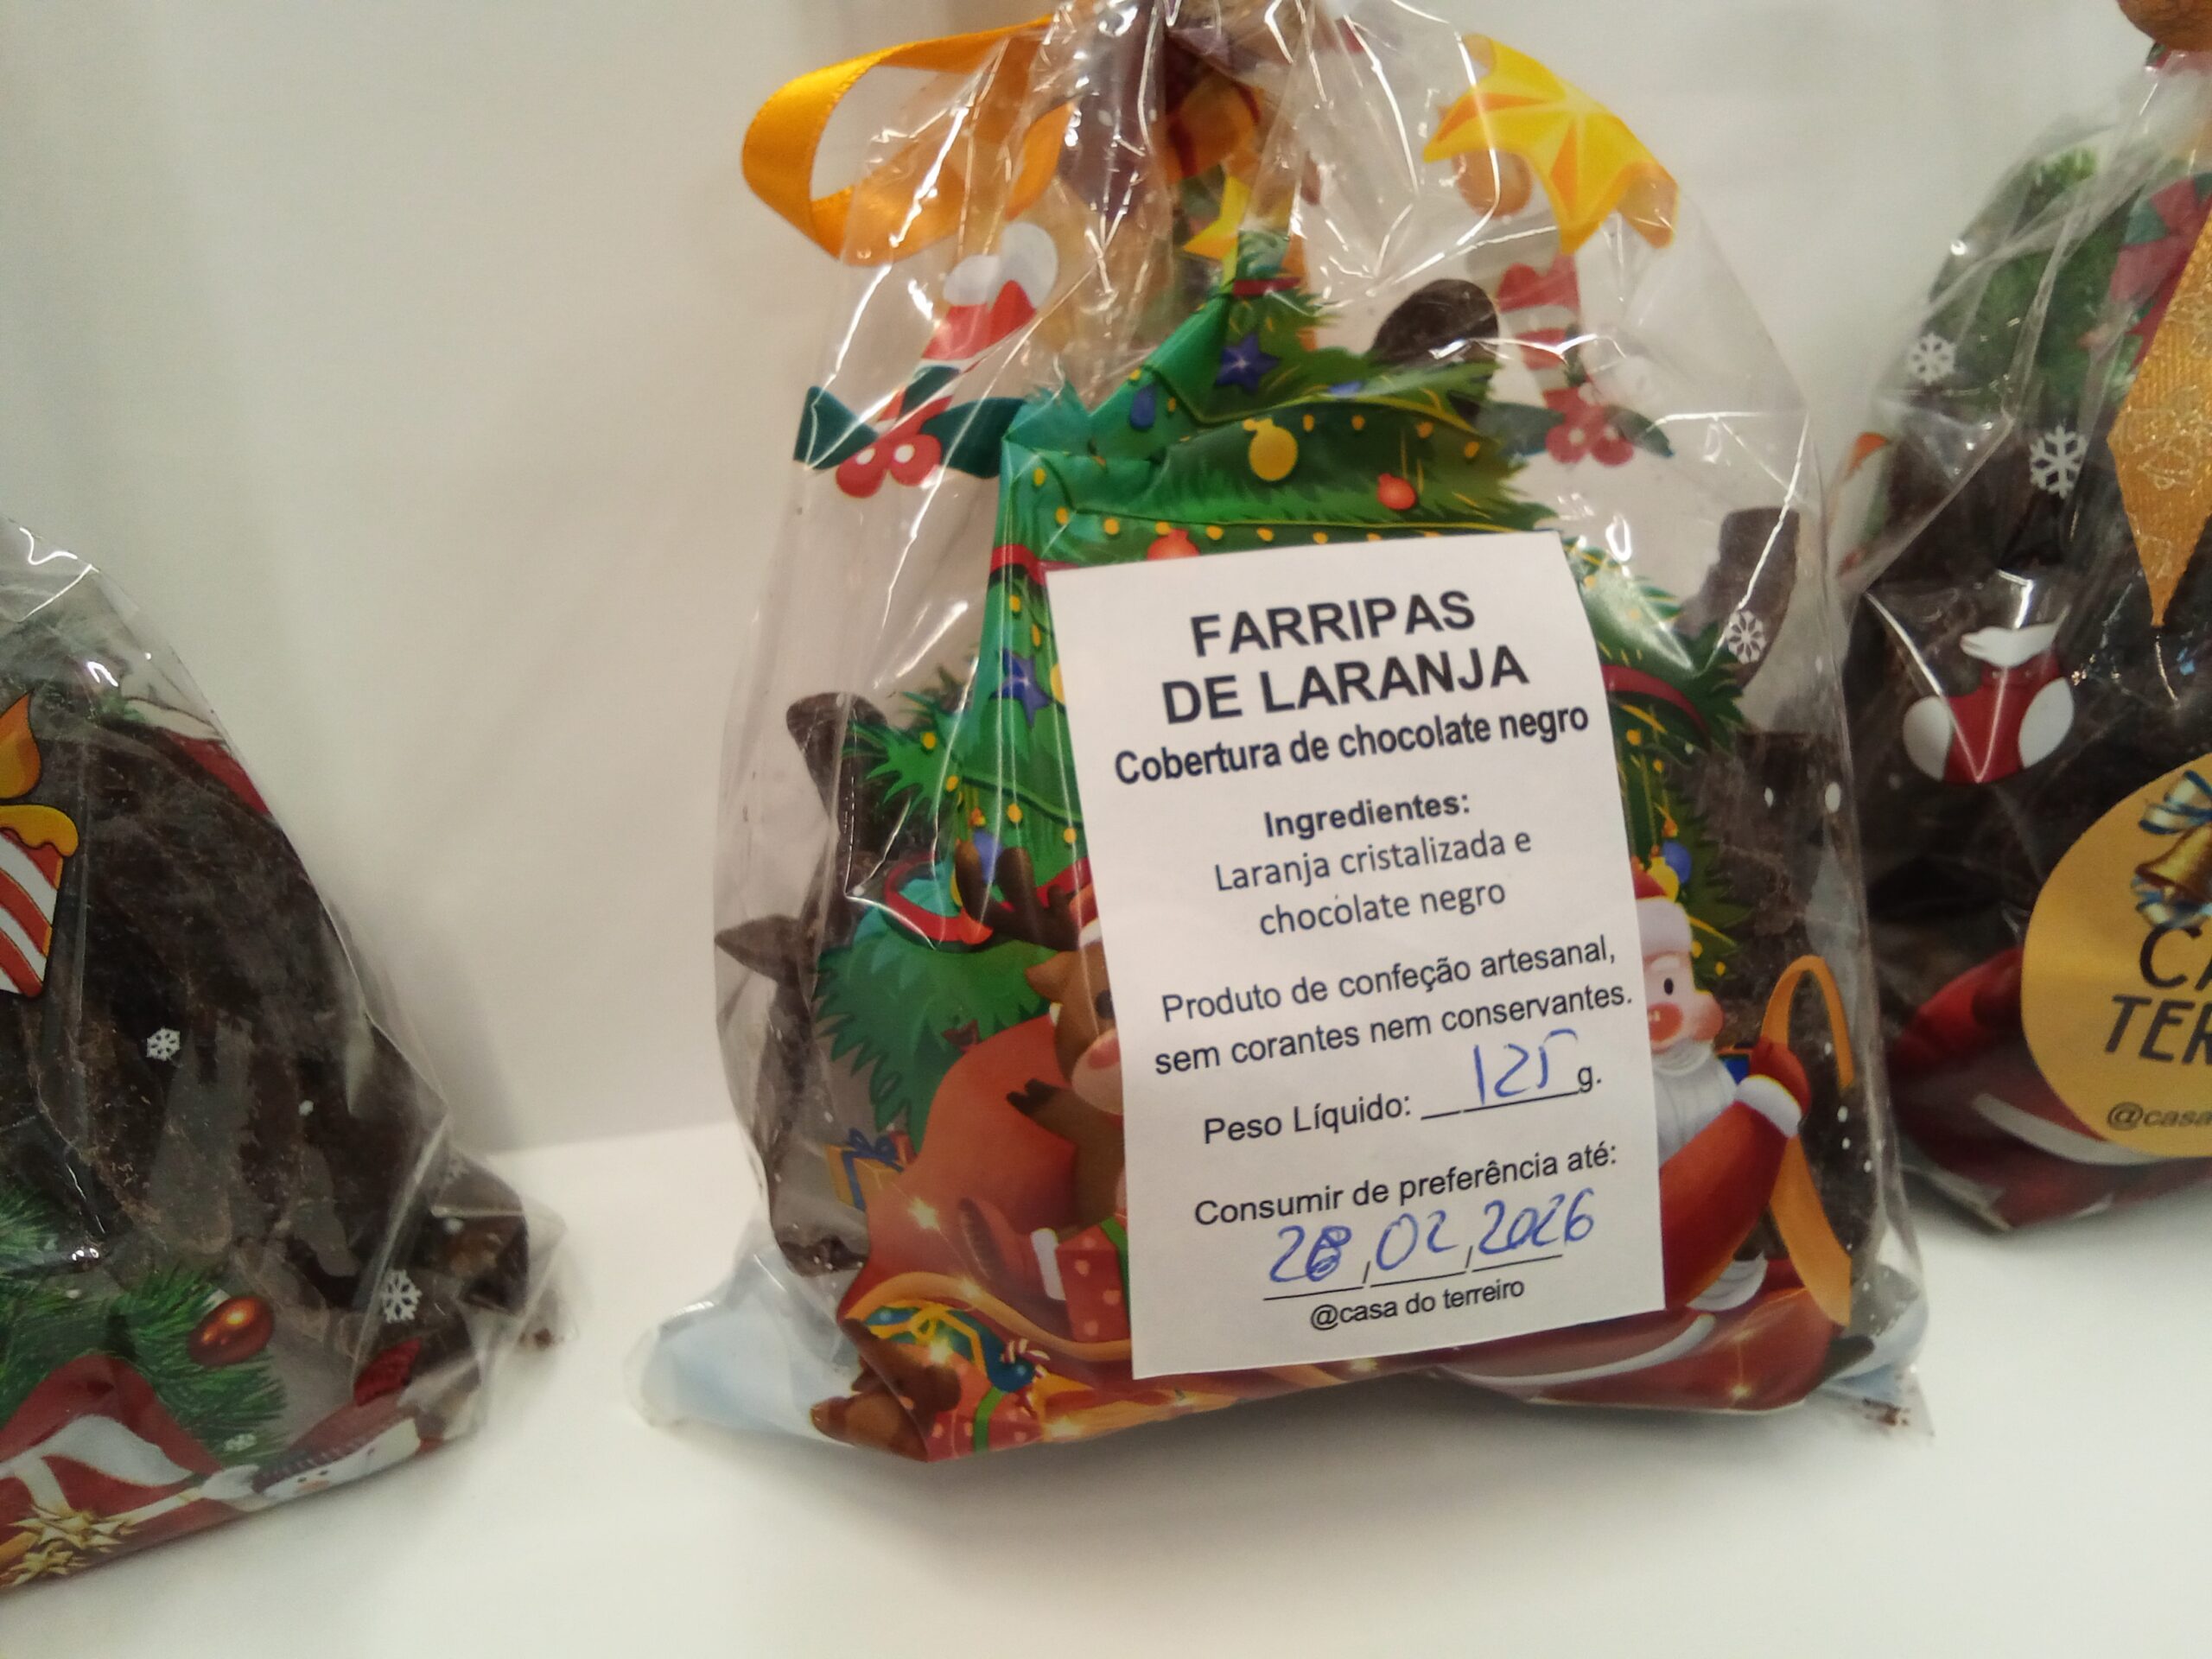 FARRIPAS
DE LARANJA
Cobertura de chocolate negro
Ingredientes:
Laranja cristalizada e
chocolate negro
Produto de confeção artesanal,
sem corantes nem conservantes.
Peso Líquido: 125 g.
Consumir de preferência até:
28/02/2026
@casa do terreiro
@casa